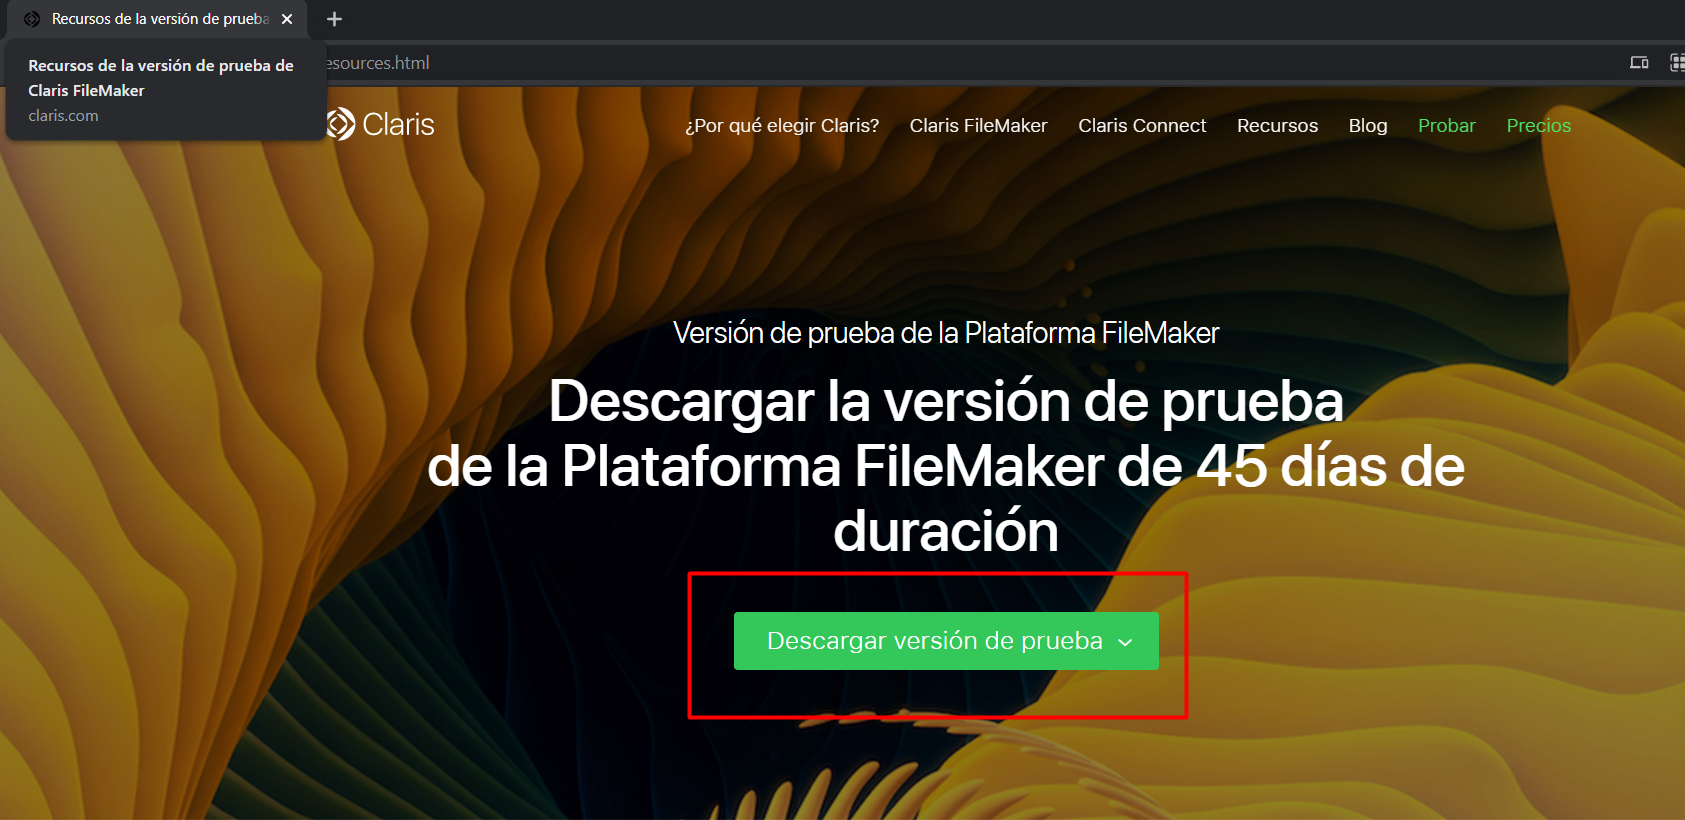 Recursos de la versión de prueba
Recursos de la versión de prueba de
Claris FileMaker
claris.com
esources.html
Claris
¿Por qué elegir Claris?
Claris FileMaker
Claris Connect
Recursos
Blog
Probar
Precios
Versión de prueba de la Plataforma FileMaker
Descargar la versión de prueba
de la Plataforma FileMaker de 45 días de
duración
Descargar versión de prueba